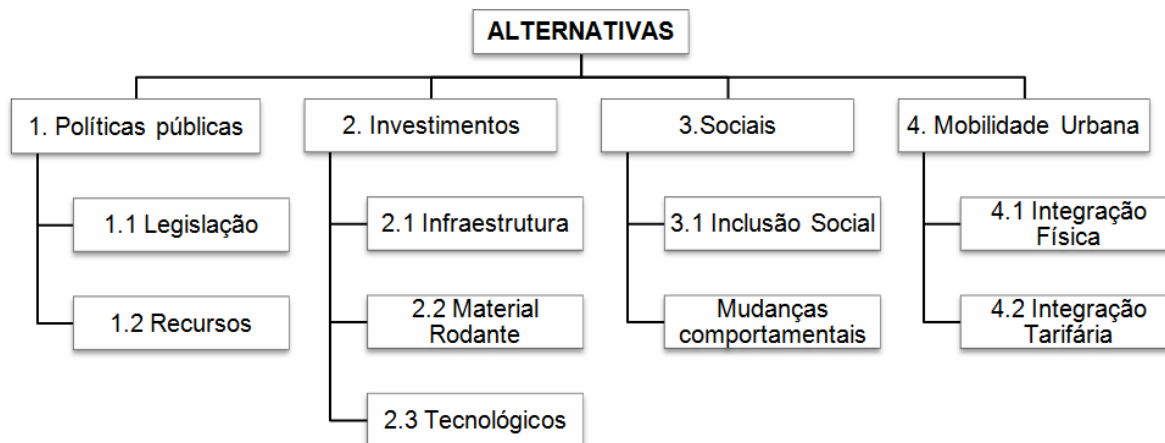 ALTERNATIVAS
1. Políticas públicas
1.1 Legislação
1.2 Recursos
2. Investimentos
2.1 Infraestrutura
2.2 Material
Rodante
2.3 Tecnológicos
3.Sociais
3.1 Inclusão Social
Mudanças
comportamentais
4. Mobilidade Urbana
4.1 Integração
Física
4.2 Integração
Tarifária